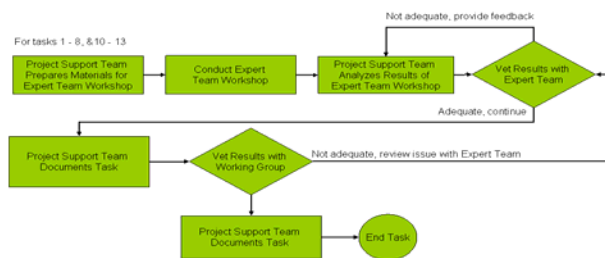 Not adequate, provide feedback
For tasks 1 - 8, &10 - 13
Project Support Team
Prepares Materials for
Expert Team Workshop
Conduct Expert
Team Workshop
Project Support Team
Analyzes Results of
Expert Team Workshop
Vet Results with
Expert Team
Adequate, continue
Project Support Team
Documents Task
Vet Results with
Working Group
Not adequate, review issue with Expert Team
Project Support Team
Documents Task
End Task